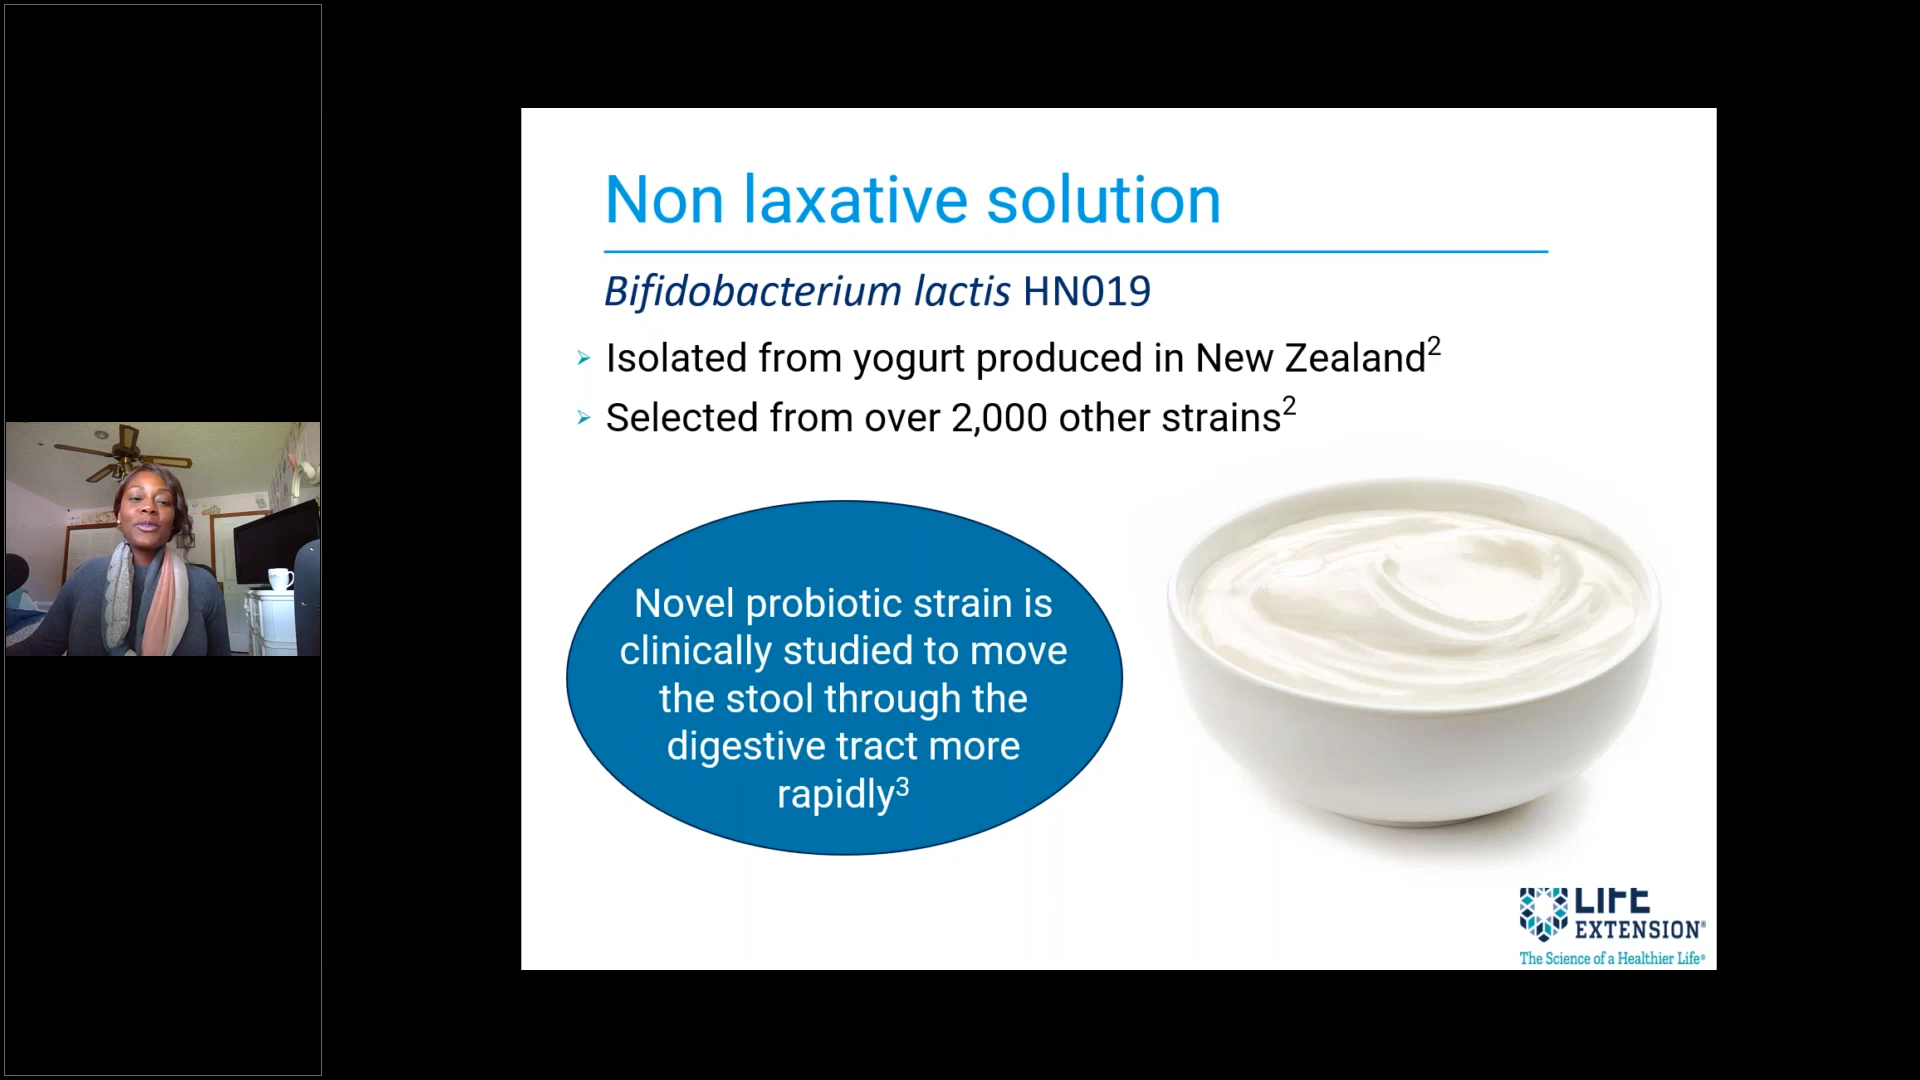 Non laxative solution
Bifidobacterium lactis HN019
➢ Isolated from yogurt produced in New Zealand²
➢ Selected from over 2,000 other strains²
Novel probiotic strain is
clinically studied to move
the stool through the
digestive tract more
rapidly³
LIFE
EXTENSION®
The Science of a Healthier Life®